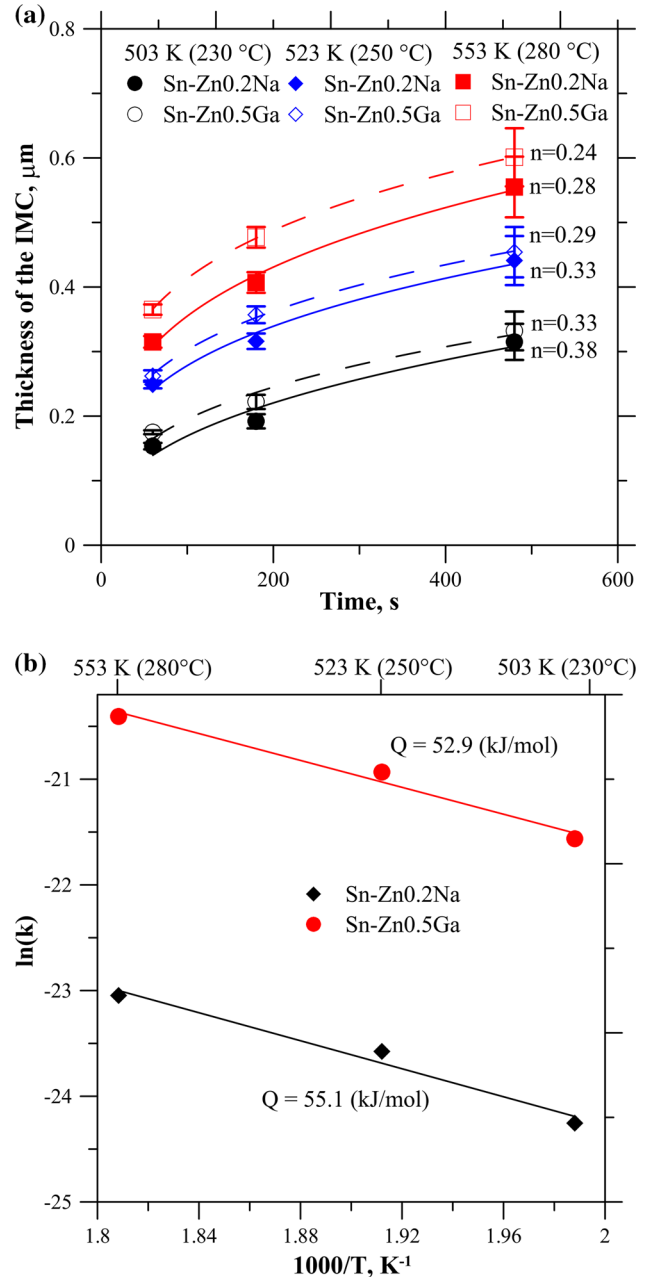 (a)
0.8
503 K (230 °C) 523 K (250 °C) 553 K (280 °C)
Sn-Zn0.2Na Sn-Zn0.2Na Sn-Zn0.2Na
Sn-Zn0.5Ga Sn-Zn0.5Ga Sn-Zn0.5Ga
0.6
n=0.24
n=0.28
n=0.29
n=0.33
0.4
n=0.33
n=0.38
0.2
0
Thickness of the IMC, μm
0 200 400 600
Time, s
(b)
553 K (280°C) 523 K (250°C) 503 K (230°C)
Q = 52.9 (kJ/mol)
-21
-22
Sn-Zn0.2Na
Sn-Zn0.5Ga
ln(k)
-23
-24
Q = 55.1 (kJ/mol)
-25
1.8 1.84 1.88 1.92 1.96 2
1000/T, K⁻¹